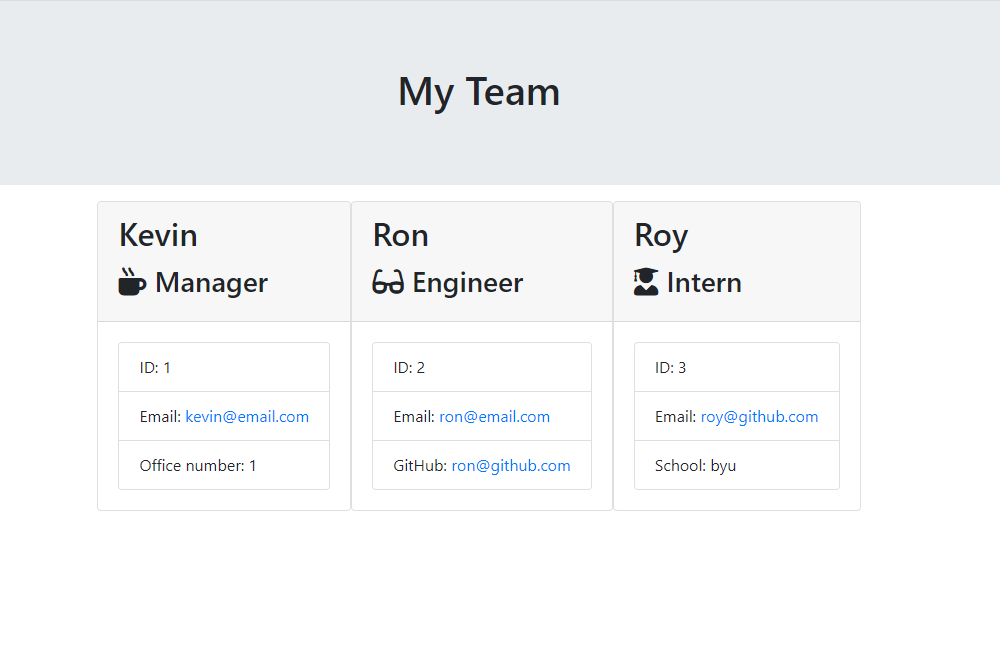 My Team
Kevin
Manager
ID: 1
Email: kevin@email.com
Office number: 1
Ron
Engineer
ID: 2
Email: ron@email.com
GitHub: ron@github.com
Roy
Intern
ID: 3
Email: roy@github.com
School: byu